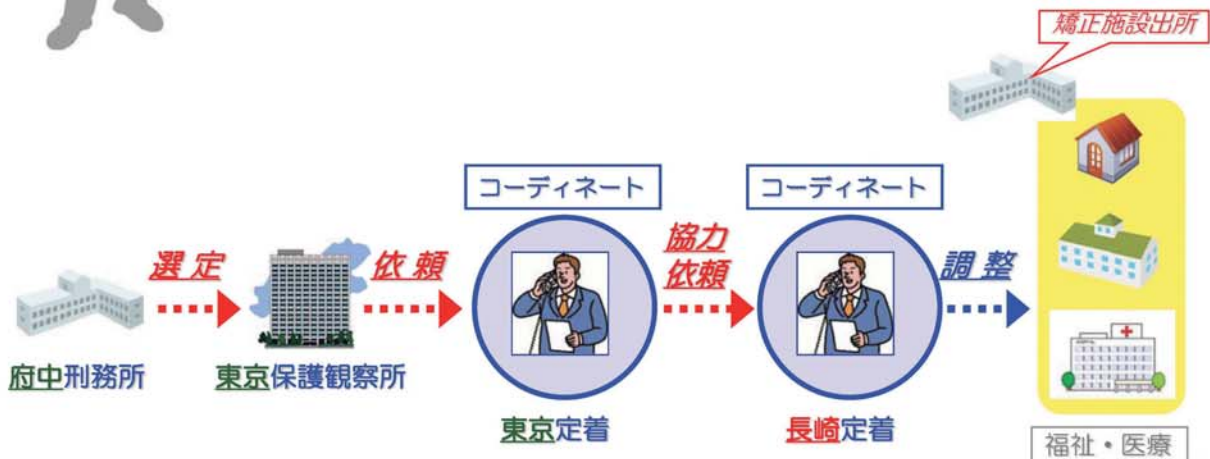 矯正施設出所
コーディネート
コーディネート
選定
依頼
協力
依頼
調整
府中刑務所
東京保護観察所
東京定着
長崎定着
福祉・医療